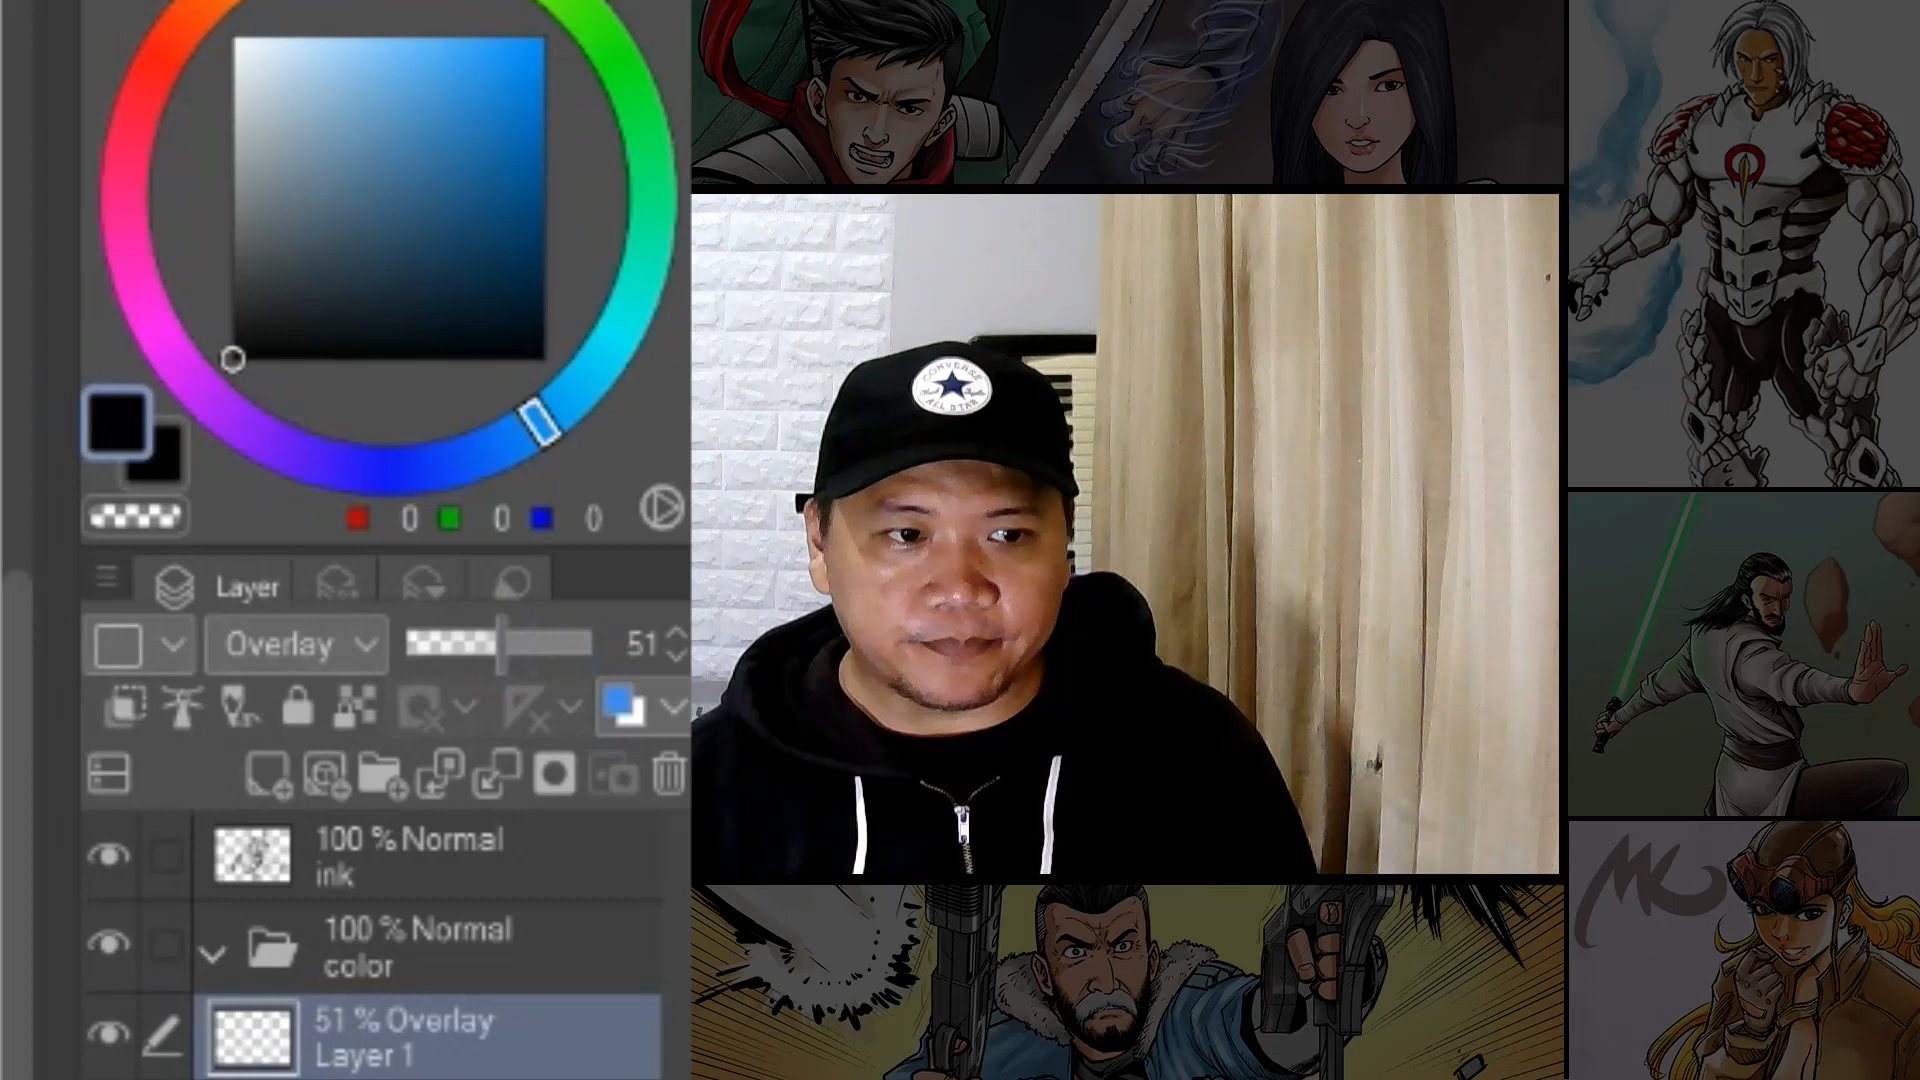 0 0 0
Layer
Overlay 51
100 % Normal
ink
100 % Normal
color
51 % Overlay
Layer 1
CONVERSE
ALL STAR
MC